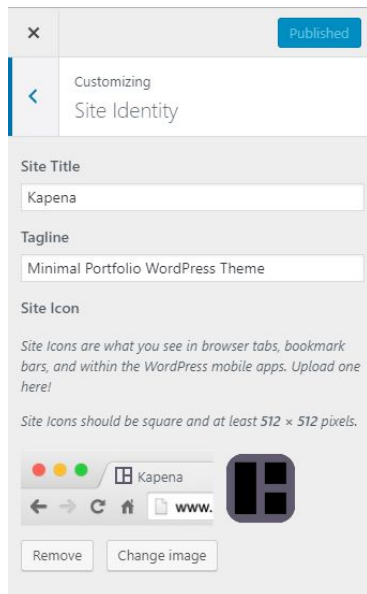 Published
Customizing
Site Identity
Site Title
Kapena
Tagline
Minimal Portfolio WordPress Theme
Site Icon
Site Icons are what you see in browser tabs, bookmark
bars, and within the WordPress mobile apps. Upload one
here!
Site Icons should be square and at least 512 × 512 pixels.
Kapena
www.
Remove
Change image